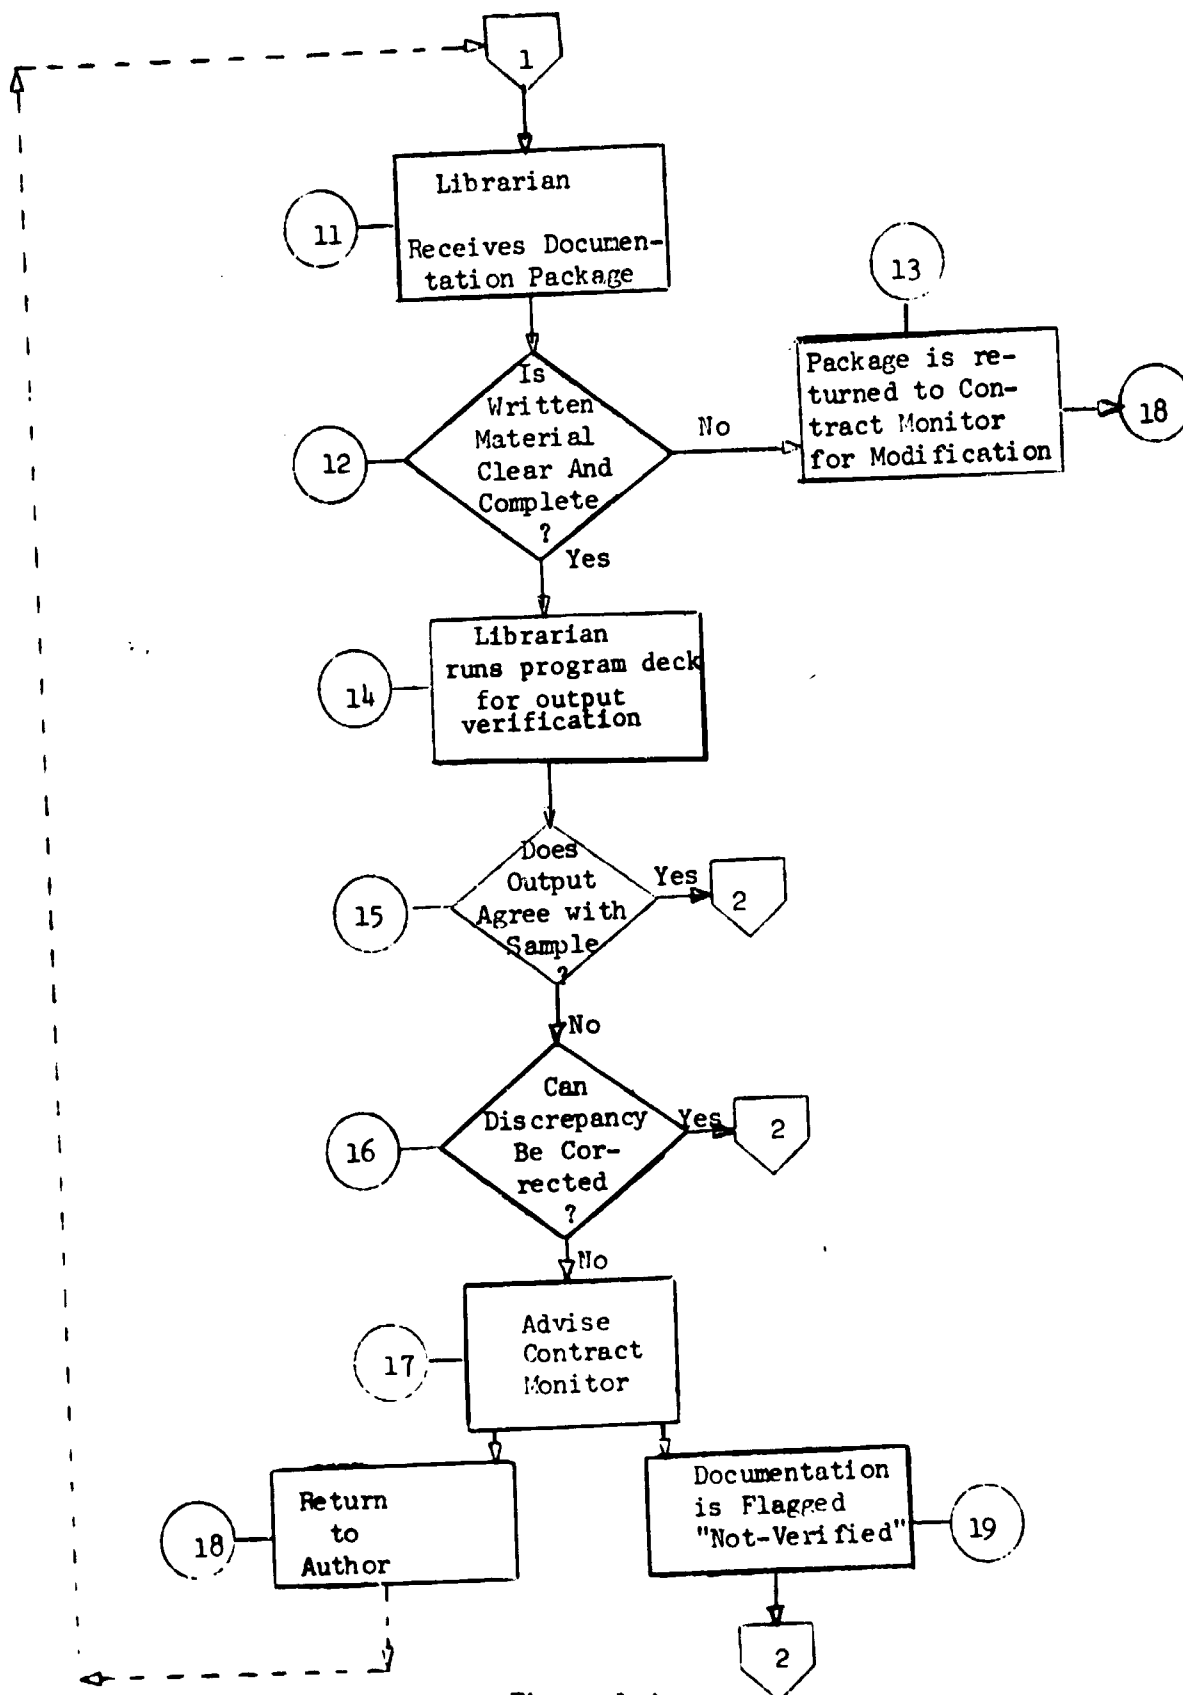 1
Librarian
11
Receives Documen-
tation Package
13
Is
Written
Material
Clear And
Complete
?
12
No
Package is re-
turned to Con-
tract Monitor
for Modification
18
Yes
Librarian
runs program deck
for output
verification
14
Does
Output
Agree with
Sample
?
15
Yes
2
No
Can
Discrepancy
Be Cor-
rected
?
16
Yes
2
No
Advise
Contract
Monitor
17
Return
to
Author
18
Documentation
is Flagged
"Not-Verified"
19
2